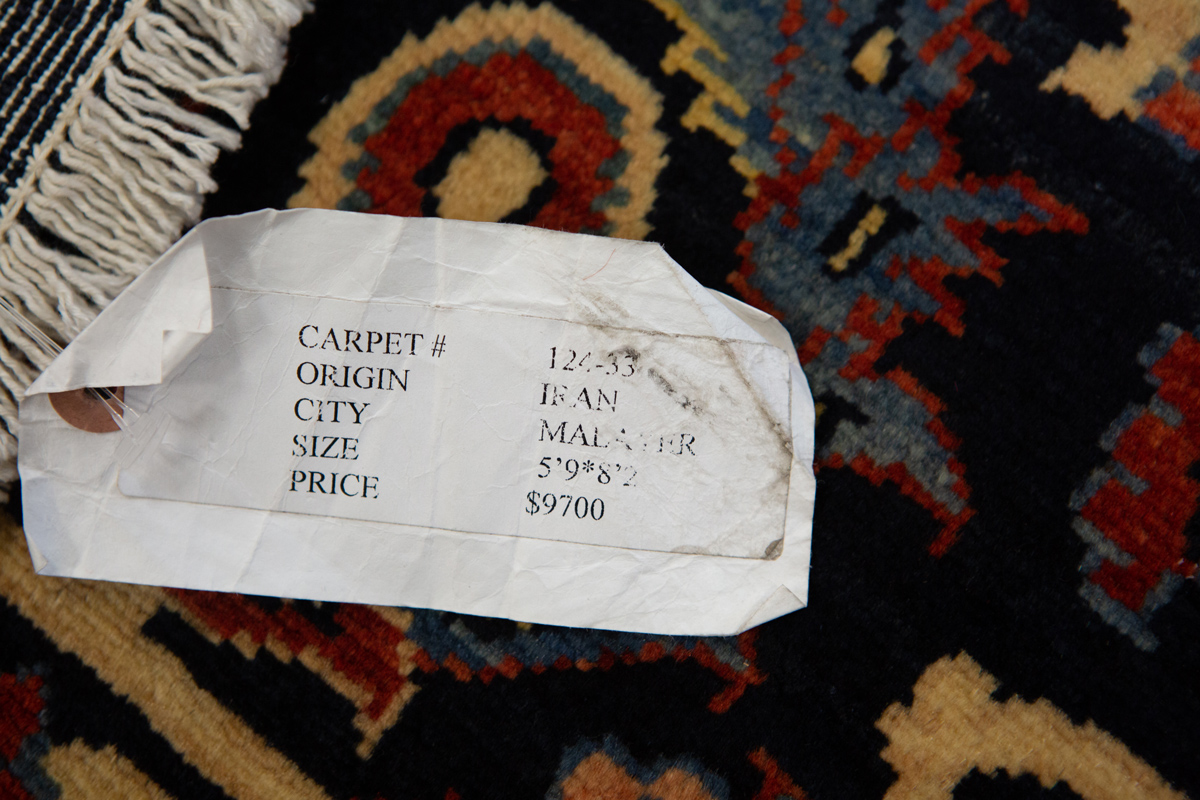 CARPET # 124-33
ORIGIN IRAN
CITY MALAYER
SIZE 5'9*8'2
PRICE $9700